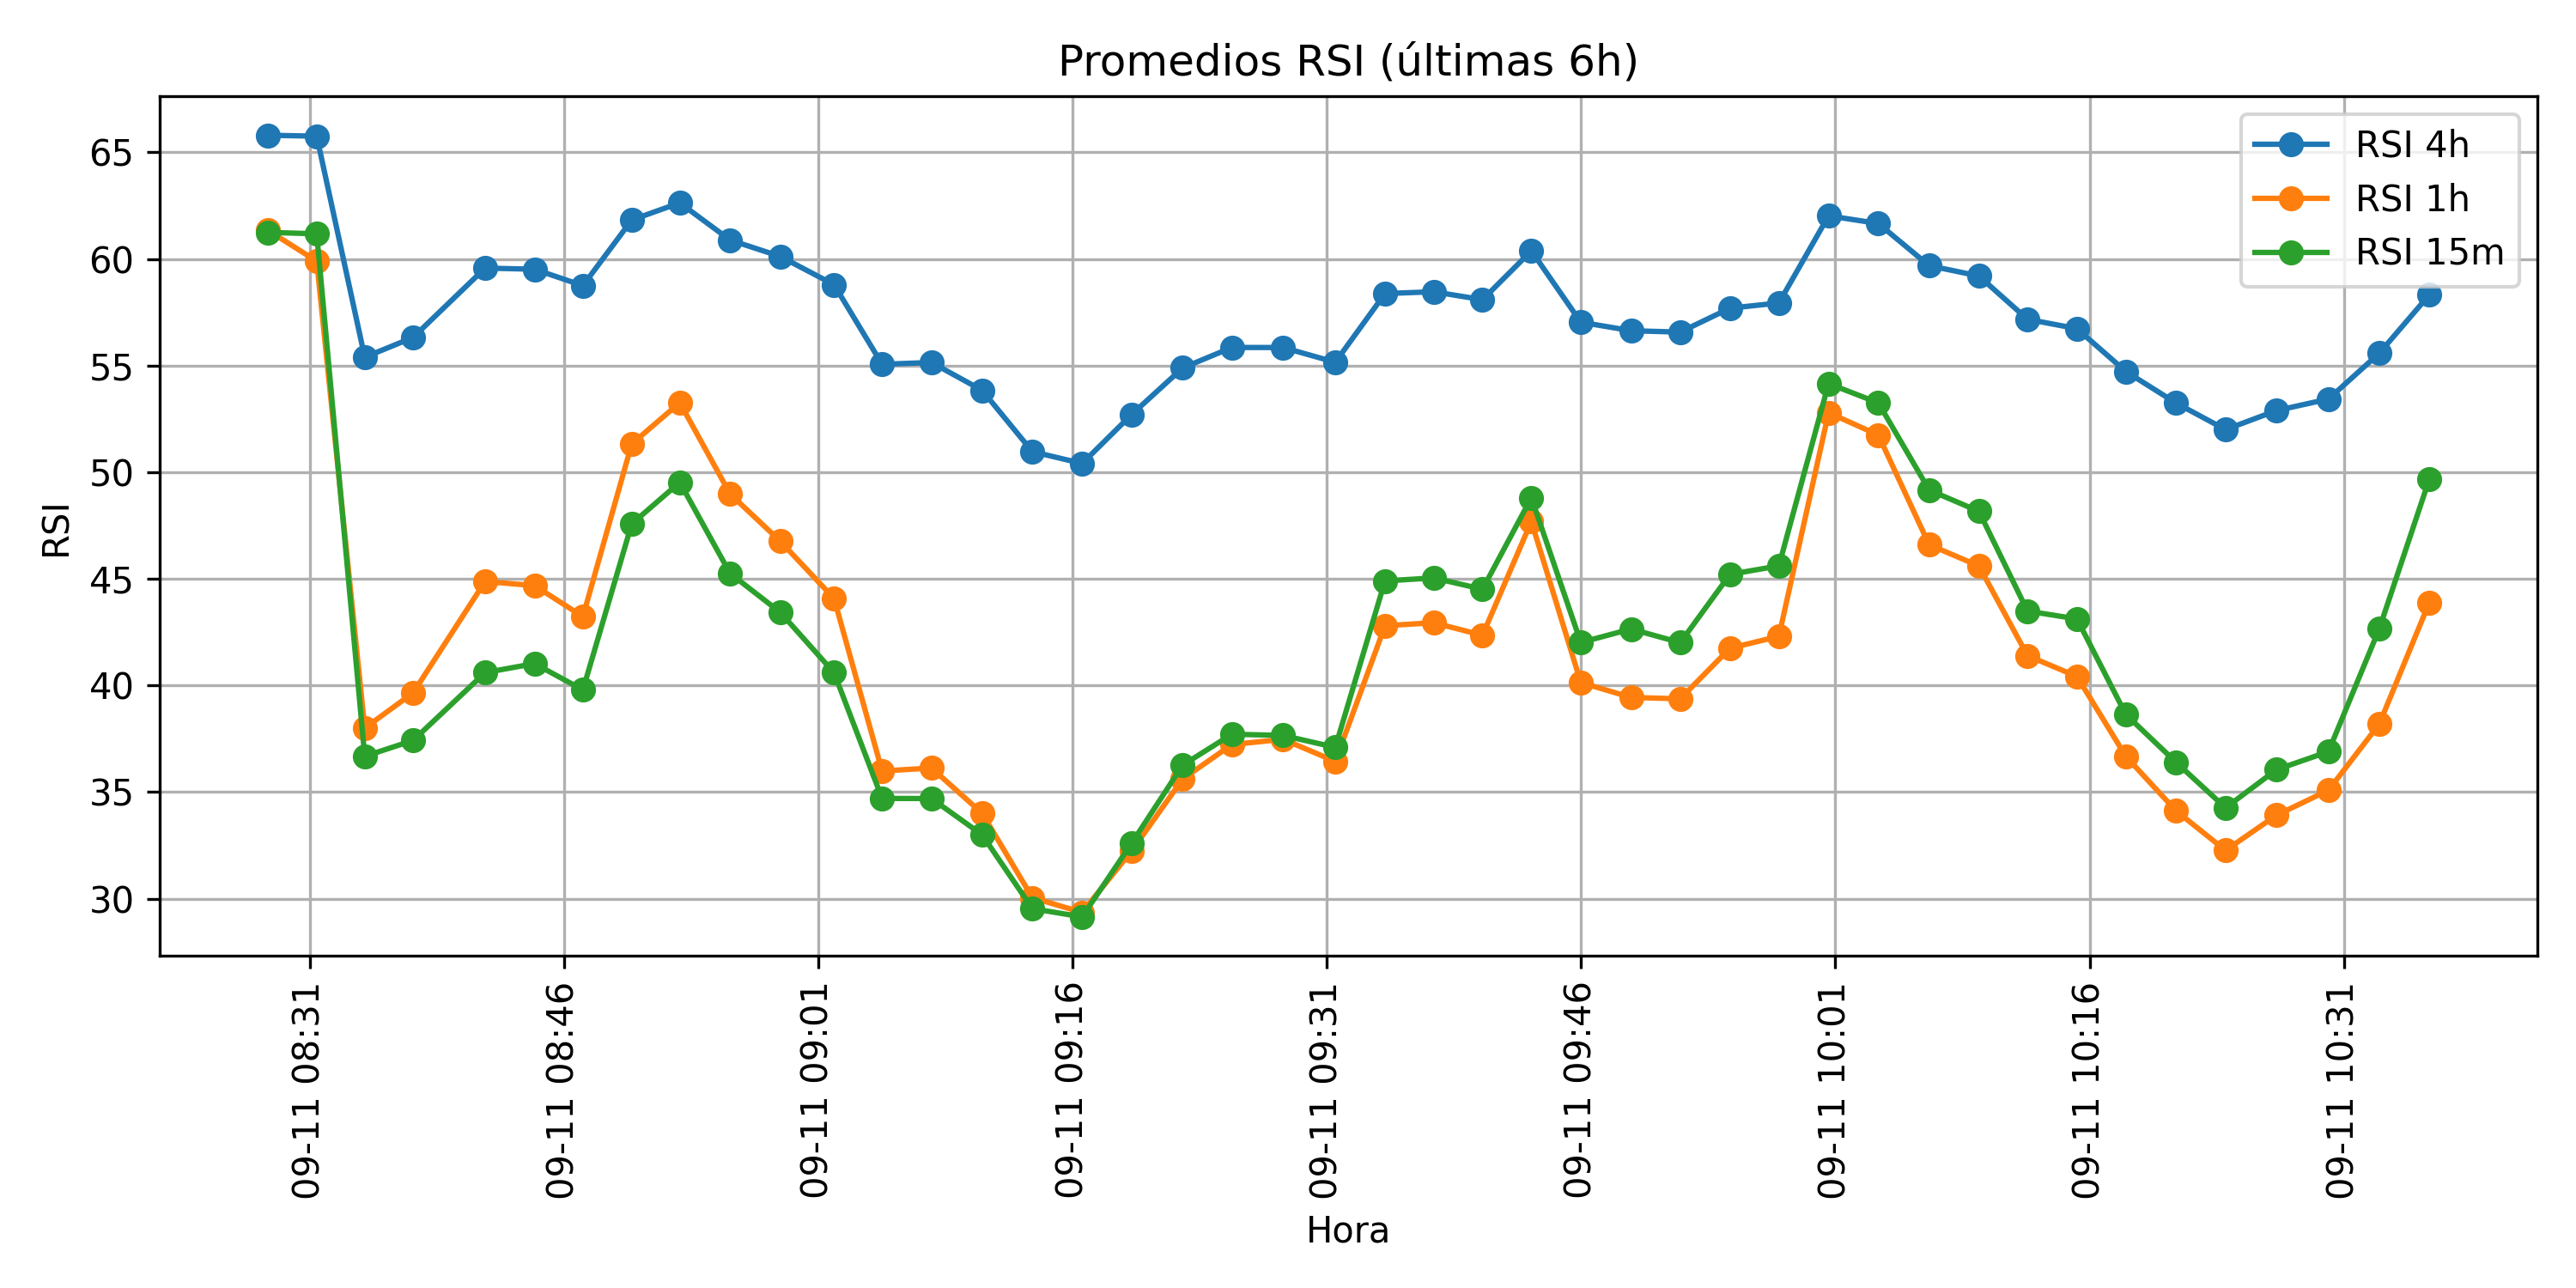 Promedios RSI (últimas 6h)
RSI 4h
RSI 1h
RSI 15m
65
60
55
50
45
40
35
30
RSI
09-11 08:31
09-11 08:46
09-11 09:01
09-11 09:16
09-11 09:31
09-11 09:46
09-11 10:01
09-11 10:16
09-11 10:31
Hora